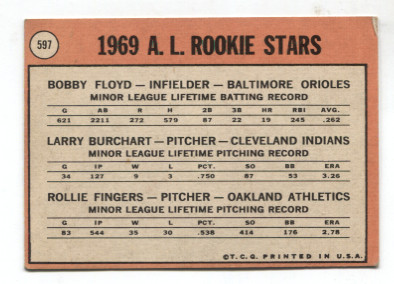 597
1969 A. L. ROOKIE STARS
BOBBY FLOYD — INFIELDER — BALTIMORE ORIOLES
MINOR LEAGUE LIFETIME BATTING RECORD
G AB R H 2B 3B HR RBI AVG.
621 2211 272 579 87 22 19 245 .262
LARRY BURCHART — PITCHER — CLEVELAND INDIANS
MINOR LEAGUE LIFETIME PITCHING RECORD
G IP W L PCT. SO BB ERA
34 127 9 3 .750 87 53 3.26
ROLLIE FINGERS — PITCHER — OAKLAND ATHLETICS
MINOR LEAGUE LIFETIME PITCHING RECORD
G IP W L PCT. SO BB ERA
83 544 35 30 .538 414 176 2.78
© T. C. G. PRINTED IN U.S.A.